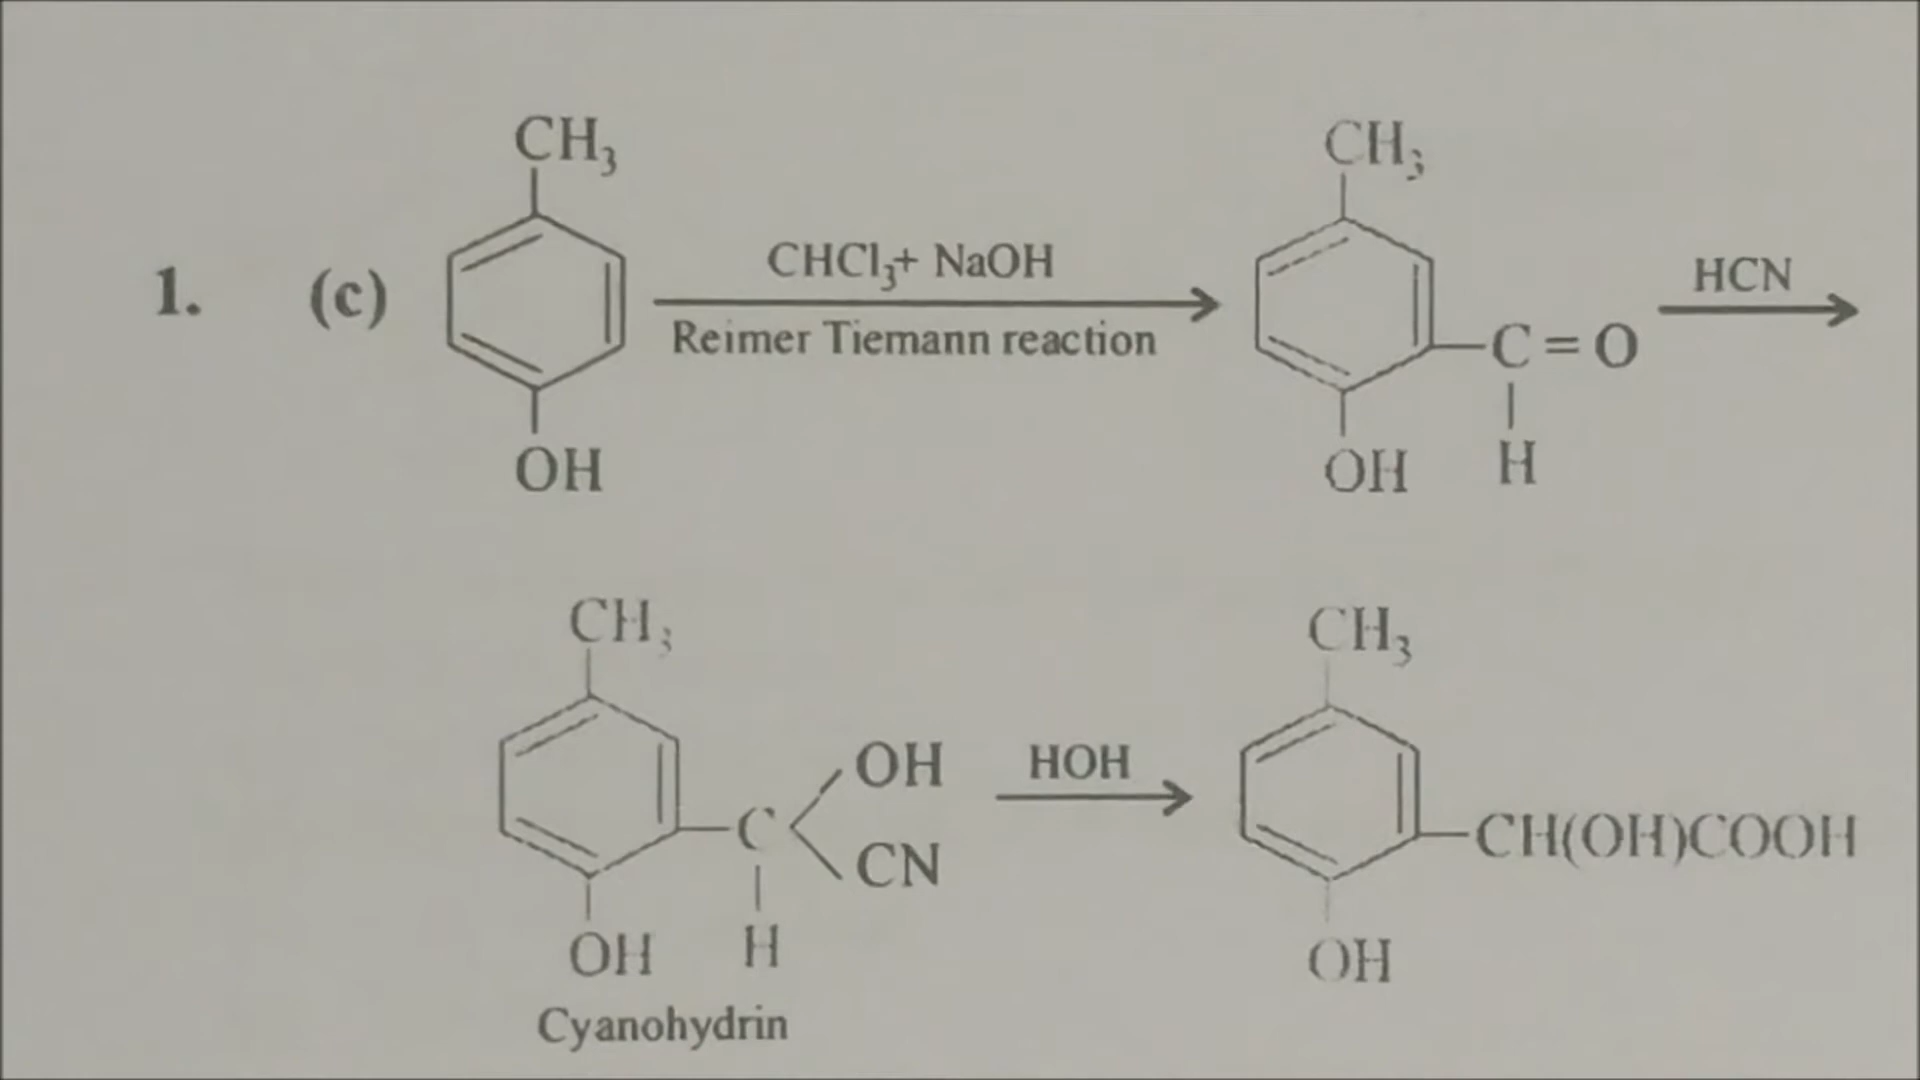 CH₃ CH₃
1. (c) CHCl₃+ NaOH HCN
Reimer Tiemann reaction C=O
OH OH H
CH₃ CH₃
OH HOH
C CH(OH)COOH
CN
OH H OH
Cyanohydrin